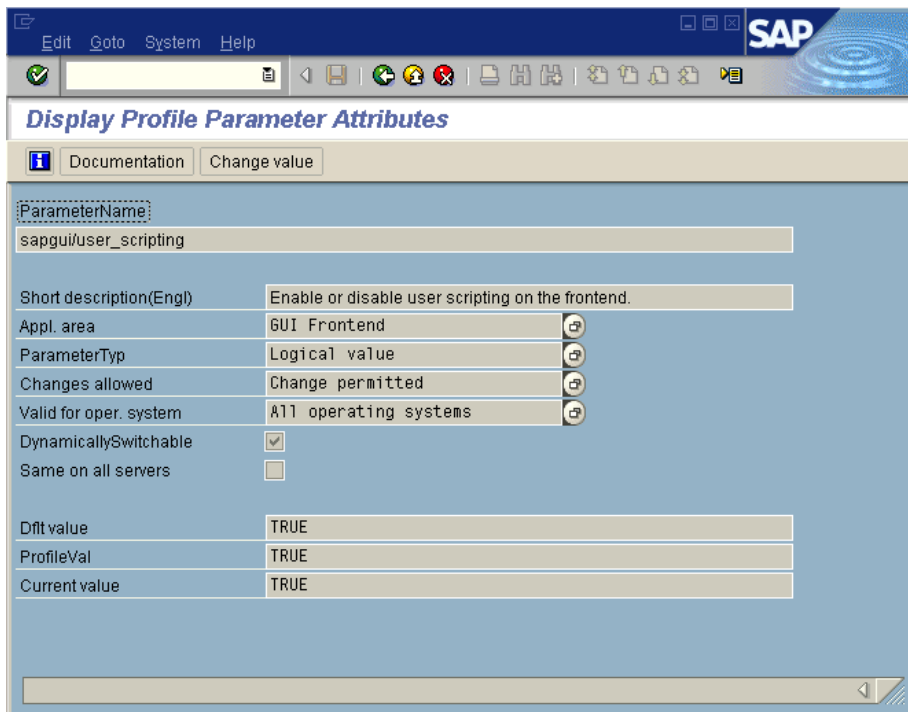 Edit Goto System Help
SAP
Display Profile Parameter Attributes
Documentation Change value
ParameterName
sapgui/user_scripting
Short description(Engl) Enable or disable user scripting on the frontend.
Appl. area GUI Frontend
ParameterTyp Logical value
Changes allowed Change permitted
Valid for oper. system All operating systems
DynamicallySwitchable
Same on all servers
Dflt value TRUE
ProfileVal TRUE
Current value TRUE